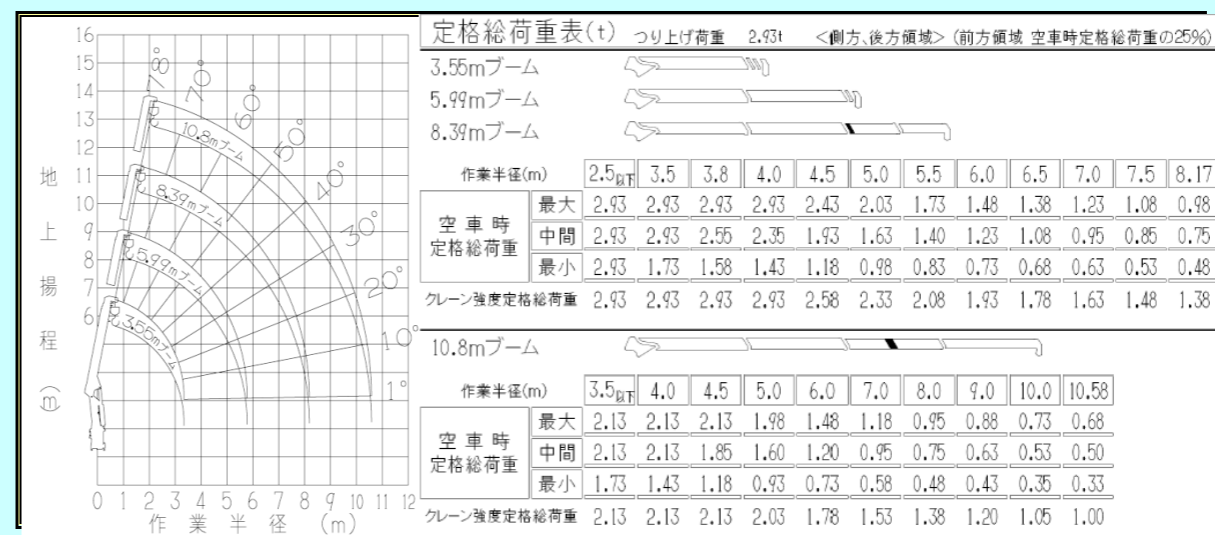 定格総荷重表(t) つり上げ荷重 2.93t <側方、後方領域> (前方領域 空車時定格総荷重の25%)
3.55mブーム
5.99mブーム
8.39mブーム
作業半径(m) 2.5以下 3.5 3.8 4.0 4.5 5.0 5.5 6.0 6.5 7.0 7.5 8.17
空車時定格総荷重
最大 2.93 2.93 2.93 2.93 2.43 2.03 1.73 1.48 1.38 1.23 1.08 0.98
中間 2.93 2.93 2.55 2.35 1.93 1.63 1.40 1.23 1.08 0.95 0.85 0.75
最小 2.93 1.73 1.58 1.43 1.18 0.98 0.83 0.73 0.68 0.63 0.53 0.48
クレーン強度定格総荷重 2.93 2.93 2.93 2.93 2.58 2.33 2.08 1.93 1.78 1.63 1.48 1.38
10.8mブーム
作業半径(m) 3.5以下 4.0 4.5 5.0 6.0 7.0 8.0 9.0 10.0 10.58
空車時定格総荷重
最大 2.13 2.13 2.13 1.98 1.48 1.18 0.95 0.88 0.73 0.68
中間 2.13 2.13 1.85 1.60 1.20 0.95 0.75 0.63 0.53 0.50
最小 1.73 1.43 1.18 0.93 0.73 0.58 0.48 0.43 0.35 0.33
クレーン強度定格総荷重 2.13 2.13 2.13 2.03 1.78 1.53 1.38 1.20 1.05 1.00
地上揚程(m)
16
15
14
13
12
11
10
9
8
7
6
78°
70°
60°
50°
40°
30°
20°
10°
1°
10.8mブーム
8.39mブーム
5.99mブーム
3.55mブーム
0 1 2 3 4 5 6 7 8 9 10 11 12
作業半径(m)